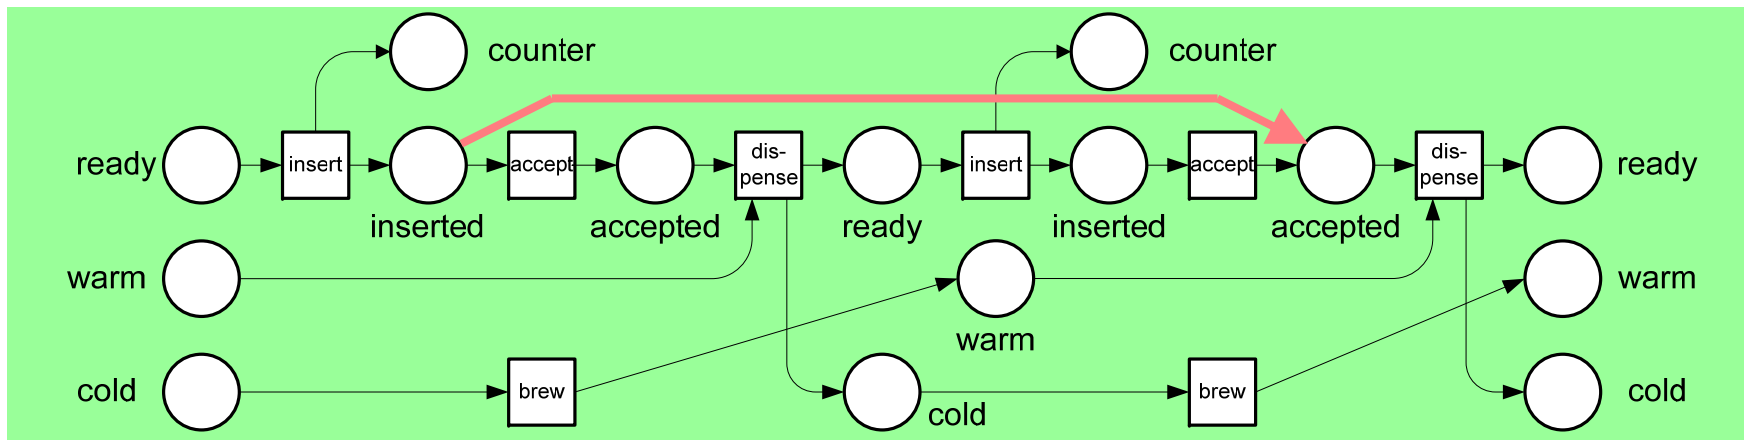 counter
counter
ready
insert
accept
dis-
pense
insert
accept
dis-
pense
ready
inserted
accepted
ready
inserted
accepted
warm
warm
warm
cold
brew
brew
cold
cold